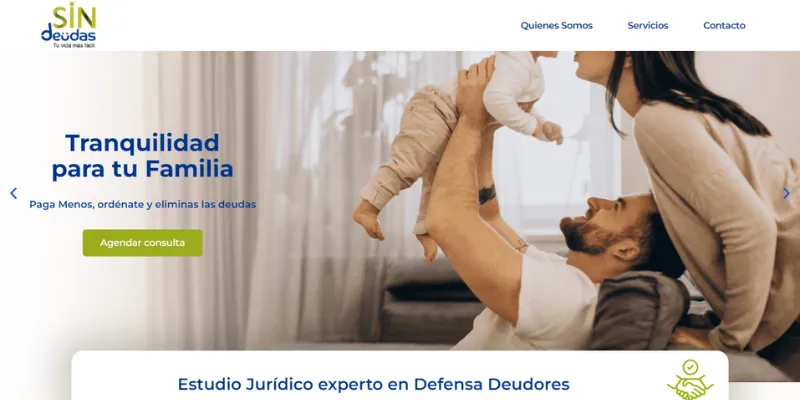 SIN
deudas
Tu vida más fácil.
Quienes Somos
Servicios
Contacto
Tranquilidad
para tu Familia
Paga Menos, ordénate y eliminas las deudas
Agendar consulta
Estudio Jurídico experto en Defensa Deudores